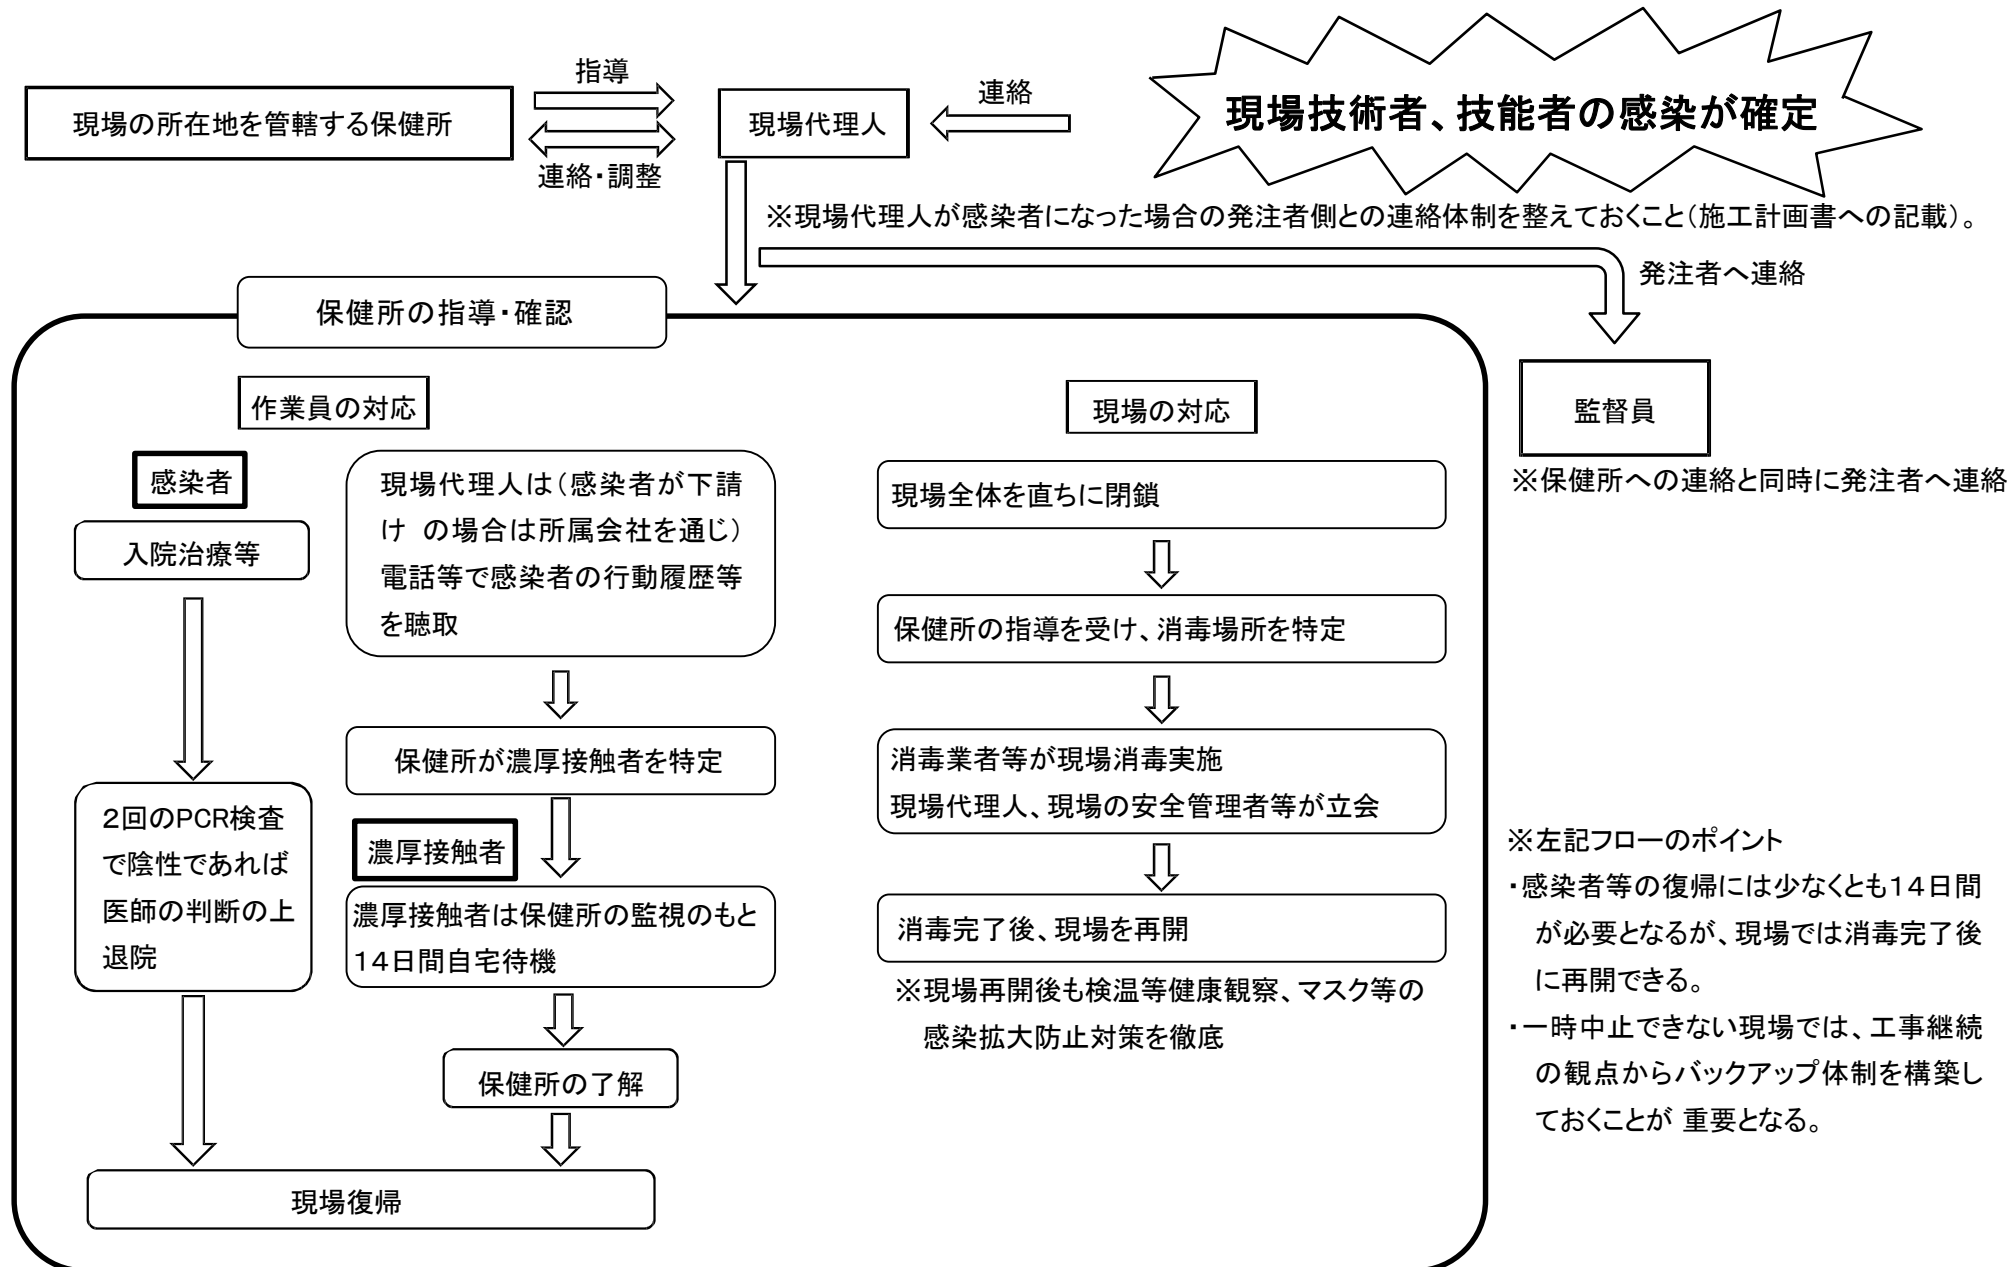 指導
現場の所在地を管轄する保健所
連絡・調整
現場代理人
連絡
現場技術者、技能者の感染が確定
※現場代理人が感染者になった場合の発注者側との連絡体制を整えておくこと(施工計画書への記載)。
発注者へ連絡
保健所の指導・確認
監督員
※保健所への連絡と同時に発注者へ連絡
作業員の対応
感染者
入院治療等
2回のPCR検査
で陰性であれば
医師の判断の上
退院
現場代理人は(感染者が下請
け の場合は所属会社を通じ)
電話等で感染者の行動履歴等
を聴取
保健所が濃厚接触者を特定
濃厚接触者
濃厚接触者は保健所の監視のもと
14日間自宅待機
保健所の了解
現場復帰
現場の対応
現場全体を直ちに閉鎖
保健所の指導を受け、消毒場所を特定
消毒業者等が現場消毒実施
現場代理人、現場の安全管理者等が立会
消毒完了後、現場を再開
※現場再開後も検温等健康観察、マスク等の
感染拡大防止対策を徹底
※左記フローのポイント
・感染者等の復帰には少なくとも14日間
が必要となるが、現場では消毒完了後
に再開できる。
・一時中止できない現場では、工事継続
の観点からバックアップ体制を構築し
ておくことが 重要となる。